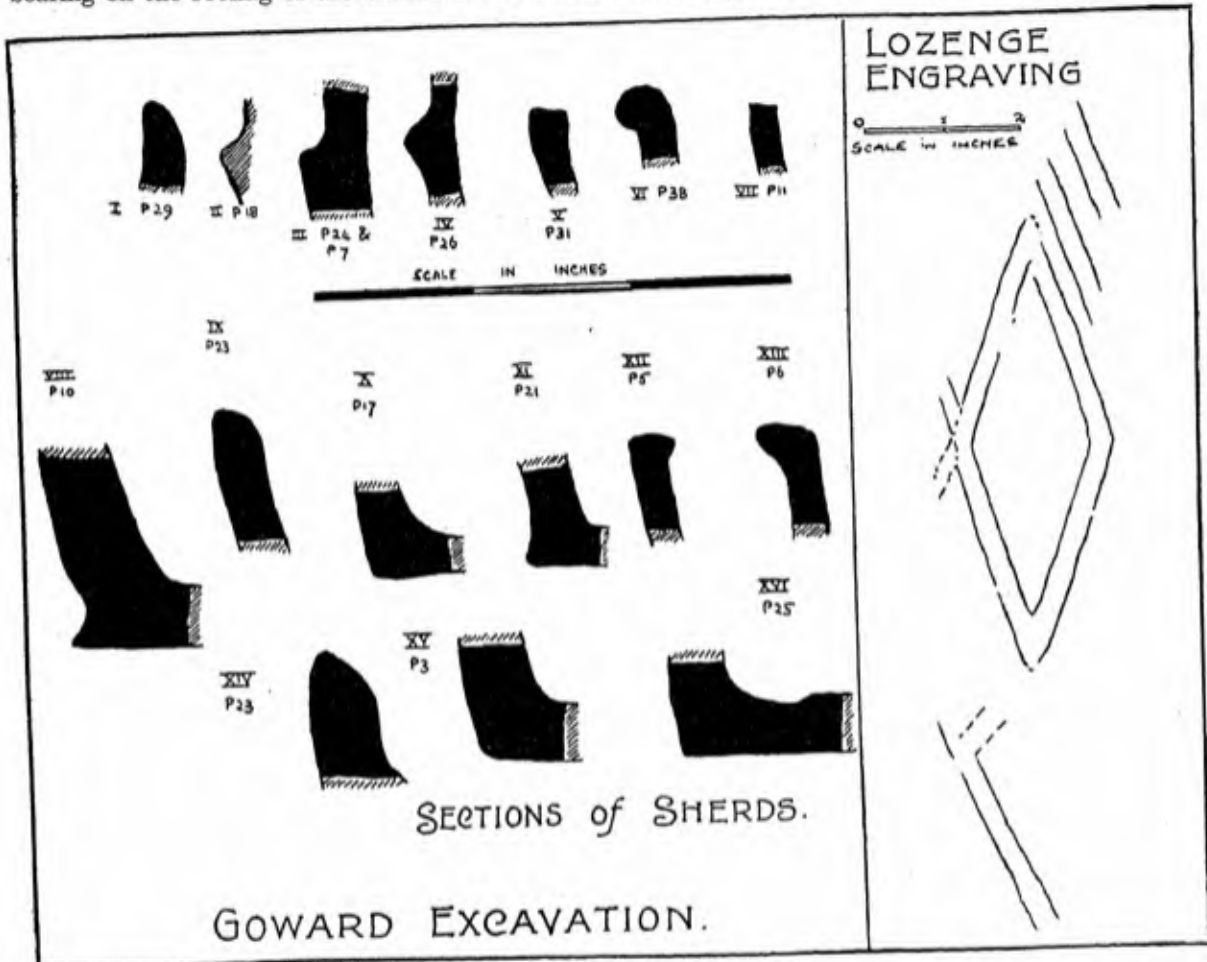 LOZENGE
ENGRAVING
0 1 2
SCALE IN INCHES
I P29
II P18
III P24 &
P7
IV
P26
V
P31
VI P38
VII P11
SCALE IN INCHES
VIII
P10
IX
P23
X
P17
XI
P21
XII
P5
XIII
P6
XIV
P23
XV
P3
XVI
P25
SECTIONS of SHERDS.
GOWARD EXCAVATION.